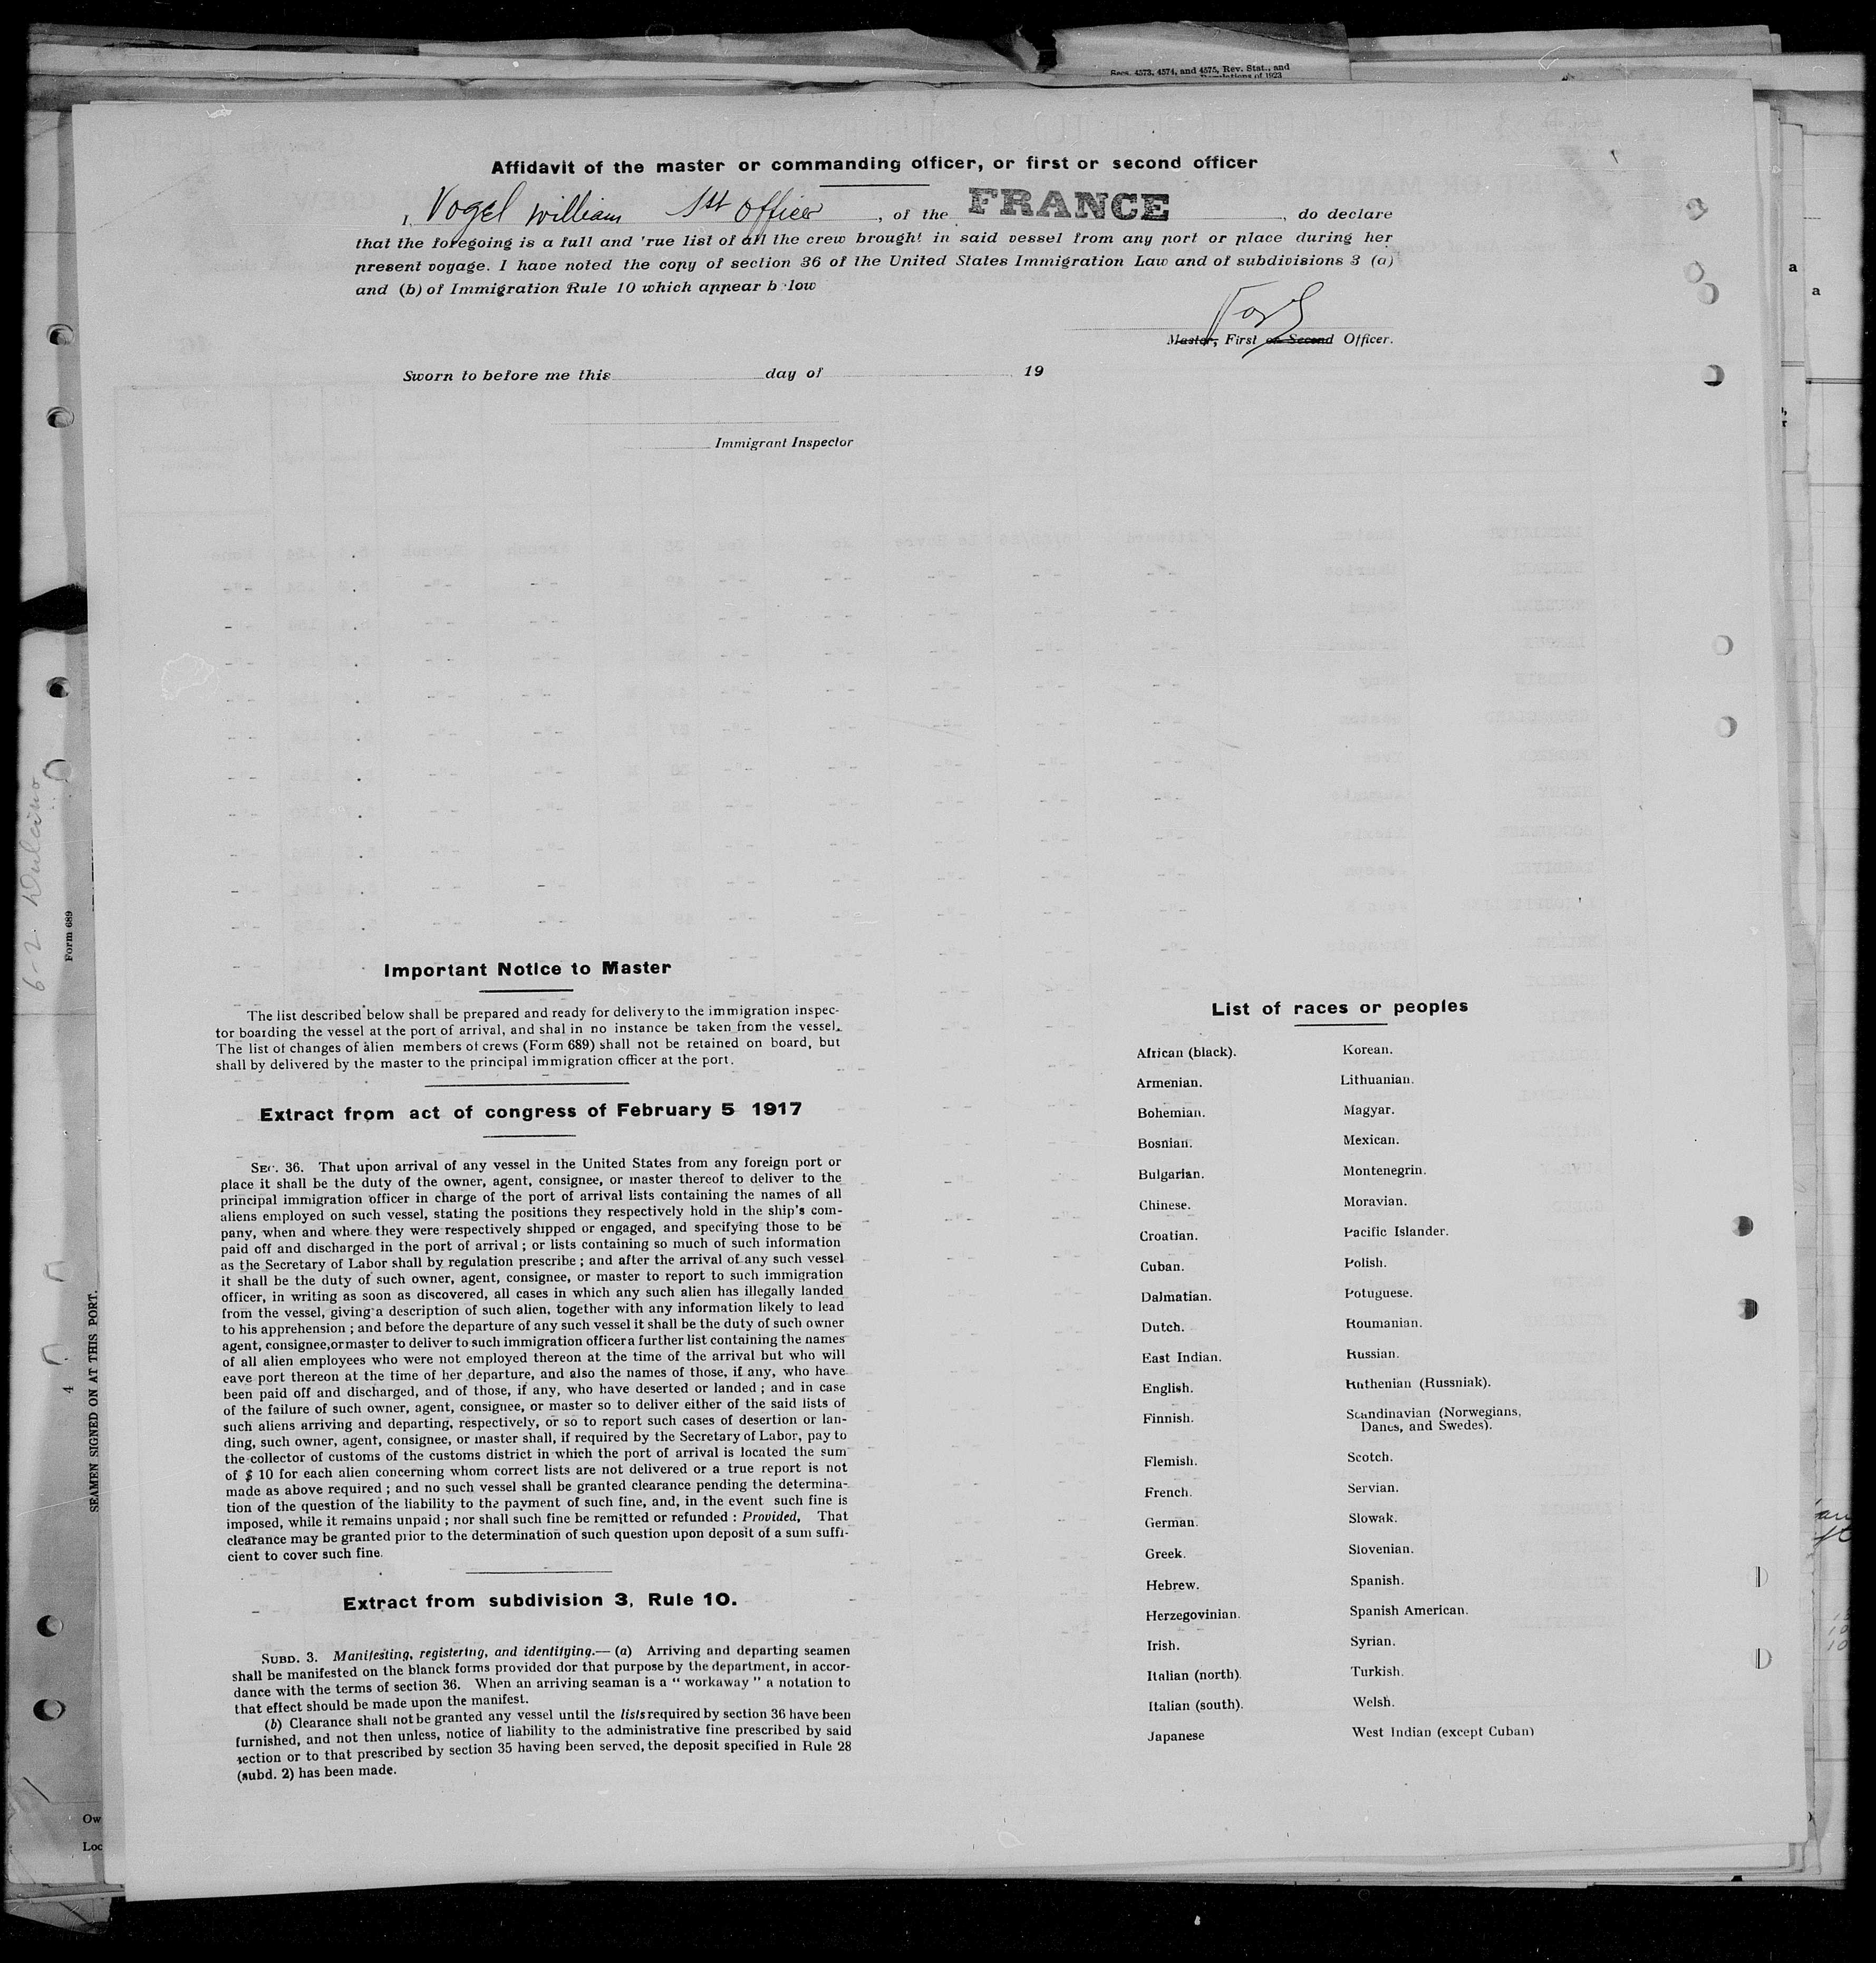 Secs. 4573, 4574, and 4575, Rev. Stat., and
Regulations of 1923
Affidavit of the master or commanding officer, or first or second officer
I, Vogel William 1st officer, of the FRANCE, do declare
that the foregoing is a full and 'rue list of all the crew brought in said vessel from any port or place during her
present voyage. I have noted the copy of section 36 of the United States Immigration Law and of subdivisions 3 (a)
and (b) of Immigration Rule 10 which appear b low
Vogel
Master, First or Second Officer.
Sworn to before me this day of 19
Immigrant Inspector
Important Notice to Master
The list described below shall be prepared and ready for delivery to the immigration inspec-
tor boarding the vessel at the port of arrival, and shal in no instance be taken from the vessel.
The list of changes of alien members of crews (Form 689) shall not be retained on board, but
shall by delivered by the master to the principal immigration officer at the port.
Extract from act of congress of February 5 1917
SEC. 36. That upon arrival of any vessel in the United States from any foreign port or
place it shall be the duty of the owner, agent, consignee, or master thereof to deliver to the
principal immigration officer in charge of the port of arrival lists containing the names of all
aliens employed on such vessel, stating the positions they respectively hold in the ship's com-
pany, when and where they were respectively shipped or engaged, and specifying those to be
paid off and discharged in the port of arrival ; or lists containing so much of such information
as the Secretary of Labor shall by regulation prescribe ; and after the arrival of any such vessel
it shall be the duty of such owner, agent, consignee, or master to report to such immigration
officer, in writing as soon as discovered, all cases in which any such alien has illegally landed
from the vessel, giving a description of such alien, together with any information likely to lead
to his apprehension ; and before the departure of any such vessel it shall be the duty of such owner
agent, consignee,or master to deliver to such immigration officer a further list containing the names
of all alien employees who were not employed thereon at the time of the arrival but who will
eave port thereon at the time of her departure, and also the names of those, if any, who have
been paid off and discharged, and of those, if any, who have deserted or landed ; and in case
of the failure of such owner, agent, consignee, or master so to deliver either of the said lists of
such aliens arriving and departing, respectively, or so to report such cases of desertion or lan-
ding, such owner, agent, consignee, or master shall, if required by the Secretary of Labor, pay to
the collector of customs of the customs district in which the port of arrival is located the sum
of $ 10 for each alien concerning whom correct lists are not delivered or a true report is not
made as above required ; and no such vessel shall be granted clearance pending the determina-
tion of the question of the liability to the payment of such fine, and, in the event such fine is
imposed, while it remains unpaid ; nor shall such fine be remitted or refunded : Provided, That
clearance may be granted prior to the determination of such question upon deposit of a sum suffi-
cient to cover such fine.
Extract from subdivision 3, Rule 10.
SUBD. 3. Manifesting, registering, and identifying.— (a) Arriving and departing seamen
shall be manifested on the blanck forms provided dor that purpose by the department, in accor-
dance with the terms of section 36. When an arriving seaman is a “ workaway ” a notation to
that effect should be made upon the manifest.
(b) Clearance shall not be granted any vessel until the lists required by section 36 have been
furnished, and not then unless, notice of liability to the administrative fine prescribed by said
section or to that prescribed by section 35 having been served, the deposit specified in Rule 28
(subd. 2) has been made.
List of races or peoples
African (black).
Armenian.
Bohemian.
Bosnian.
Bulgarian.
Chinese.
Croatian.
Cuban.
Dalmatian.
Dutch.
East Indian.
English.
Finnish.
Flemish.
French.
German.
Greek.
Hebrew.
Herzegovinian.
Irish.
Italian (north).
Italian (south).
Japanese
Korean.
Lithuanian.
Magyar.
Mexican.
Montenegrin.
Moravian.
Pacific Islander.
Polish.
Potuguese.
Roumanian.
Russian.
Ruthenian (Russniak).
Scandinavian (Norwegians,
Danes, and Swedes).
Scotch.
Servian.
Slowak.
Slovenian.
Spanish.
Spanish American.
Syrian.
Turkish.
Welsh.
West Indian (except Cuban)
Form 689
SEAMEN SIGNED ON AT THIS PORT.
4
Ow
Loc